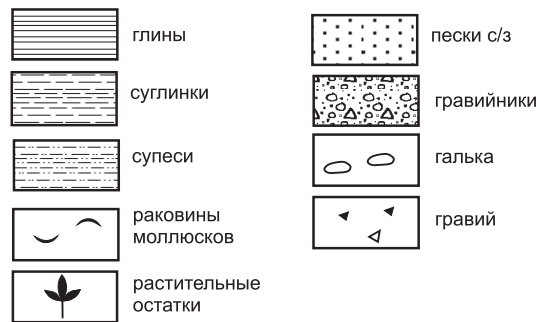 глины
суглинки
супеси
раковины
моллюсков
растительные
остатки
пески с/з
гравийники
галька
гравий